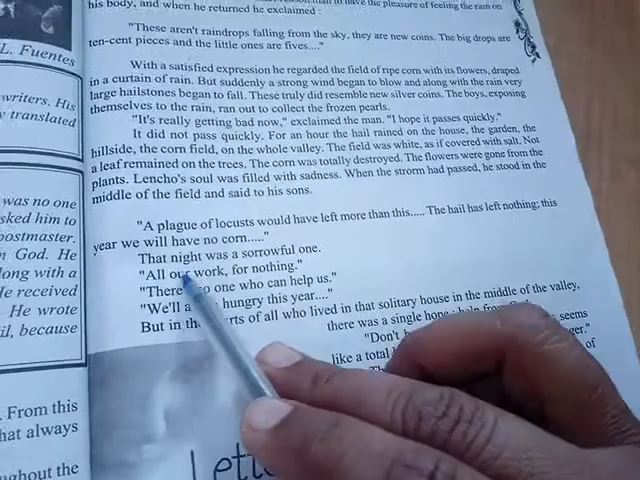 L. Fuentes
writers. His
translated
was no one
sked him to
postmaster.
n God. He
long with a
He received
He wrote
il, because
From this
hat always
ughout the
his body, and when he returned he exclaimed :
the pleasure of feeling the rain on
"These aren't raindrops falling from the sky, they are new coins. The big drops are
ten-cent pieces and the little ones are fives...."
With a satisfied expression he regarded the field of ripe corn with its flowers, draped
in a curtain of rain. But suddenly a strong wind began to blow and along with the rain very
large hailstones began to fall. These truly did resemble new silver coins. The boys, exposing
themselves to the rain, ran out to collect the frozen pearls.
"It's really getting bad now," exclaimed the man. "I hope it passes quickly."
It did not pass quickly. For an hour the hail rained on the house, the garden, the
hillside, the corn field, on the whole valley. The field was white, as if covered with salt. Not
a leaf remained on the trees. The corn was totally destroyed. The flowers were gone from the
plants. Lencho's soul was filled with sadness. When the storm had passed, he stood in the
middle of the field and said to his sons.
"A plague of locusts would have left more than this..... The hail has left nothing; this
year we will have no corn....."
That night was a sorrowful one.
"All our work, for nothing."
"There no one who can help us."
"We'll a hungry this year...."
But in th rts of all who lived in that solitary house in the middle of the valley,
there was a single hope : help from
"Don't seems
like a total ger."
of
Lett